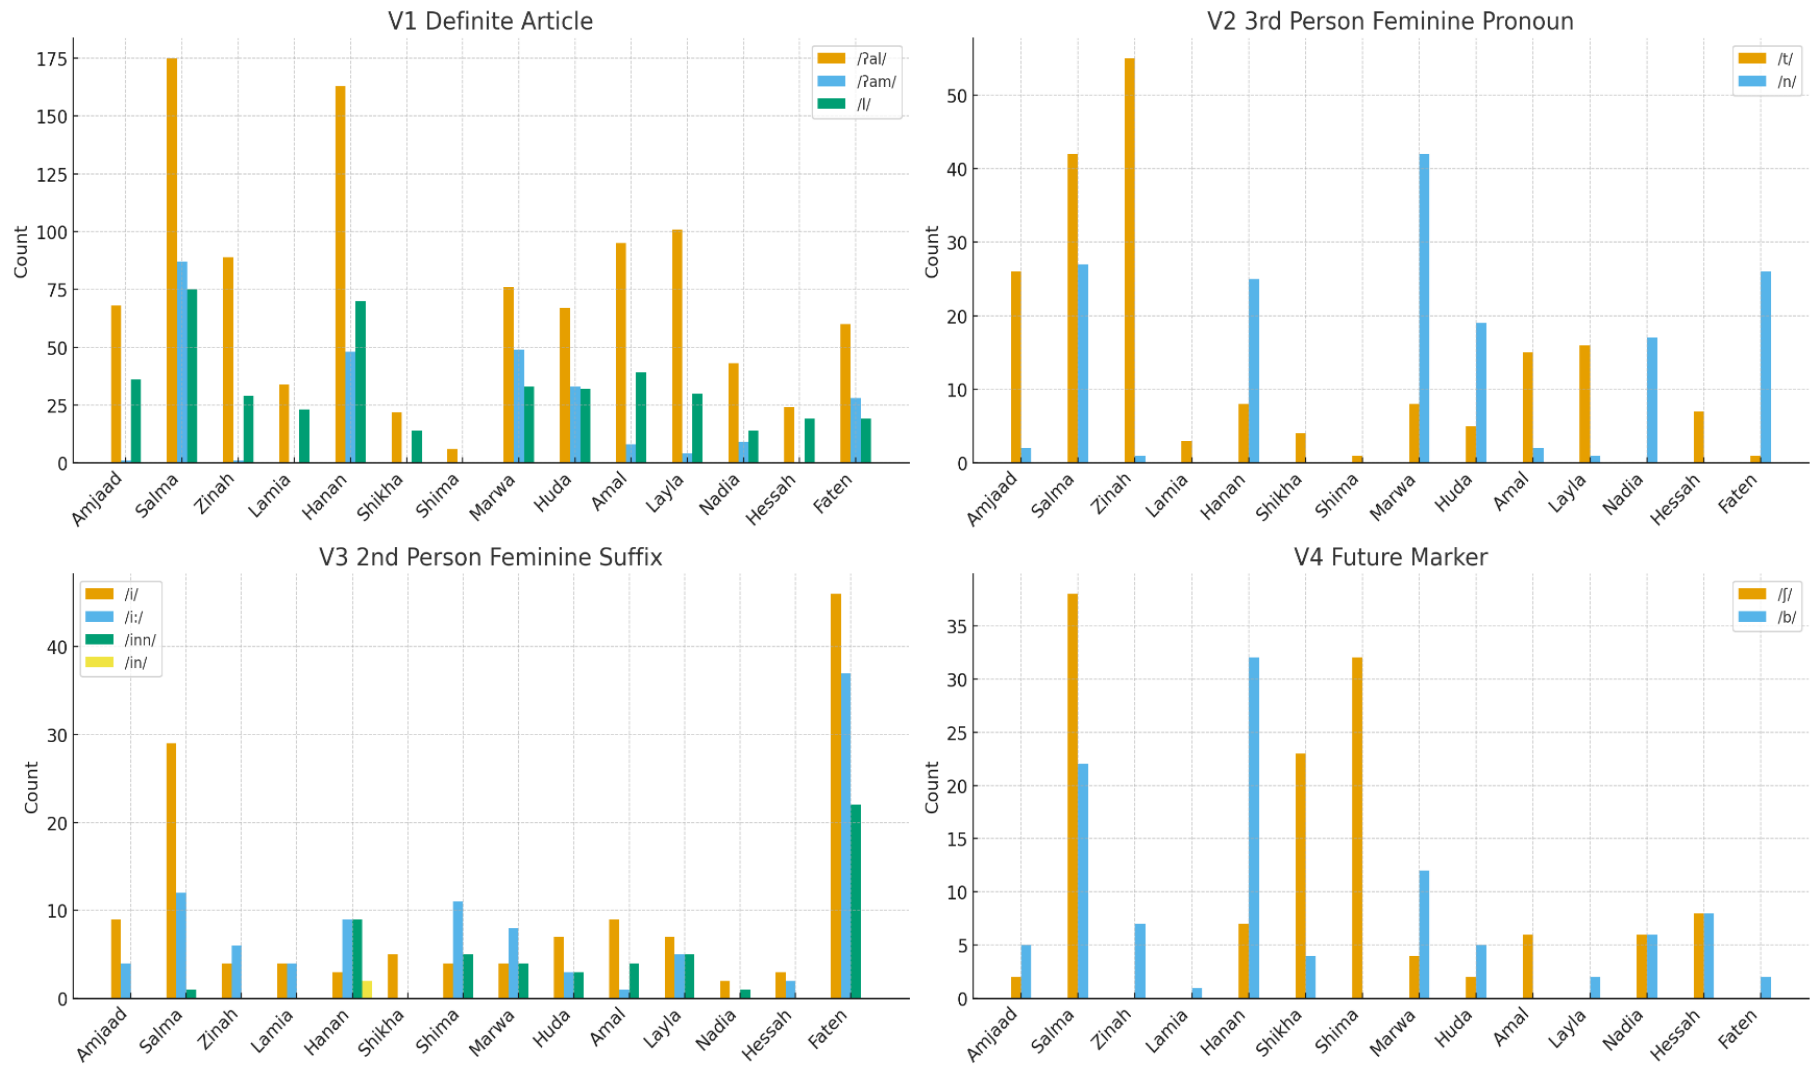 V1 Definite Article
Count
175
150
125
100
75
50
25
0
/ʔal/
/ʔam/
/l/
Amjaad
Salma
Zinah
Lamia
Hanan
Shikha
Shima
Marwa
Huda
Amal
Layla
Nadia
Hessah
Faten
V2 3rd Person Feminine Pronoun
Count
50
40
30
20
10
0
/t/
/n/
Amjaad
Salma
Zinah
Lamia
Hanan
Shikha
Shima
Marwa
Huda
Amal
Layla
Nadia
Hessah
Faten
V3 2nd Person Feminine Suffix
Count
40
30
20
10
0
/i/
/i:/
/inn/
/in/
Amjaad
Salma
Zinah
Lamia
Hanan
Shikha
Shima
Marwa
Huda
Amal
Layla
Nadia
Hessah
Faten
V4 Future Marker
Count
35
30
25
20
15
10
5
0
/ʃ/
/b/
Amjaad
Salma
Zinah
Lamia
Hanan
Shikha
Shima
Marwa
Huda
Amal
Layla
Nadia
Hessah
Faten